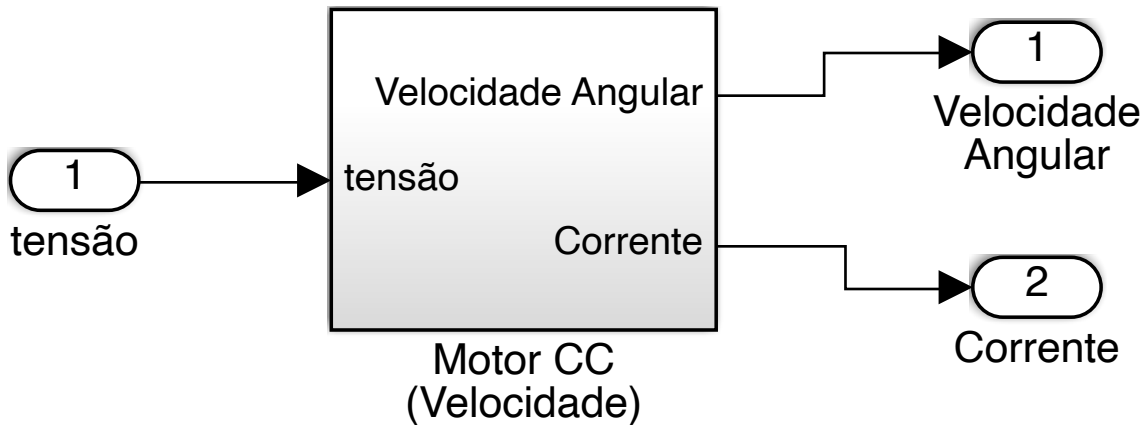 1
tensão
Velocidade Angular
tensão
Corrente
Motor CC
(Velocidade)
1
Velocidade
Angular
2
Corrente